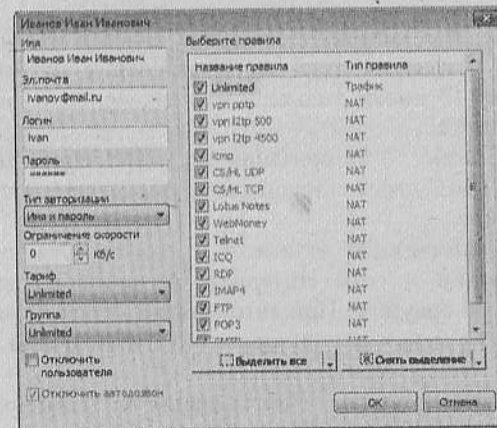 Иванов Иван Иванович
Имя
Иванов Иван Иванович
Эл.почта
ivanov@mail.ru
Логин
ivan
Пароль
******
Тип авторизации
Имя и пароль
Ограничение скорости
0 Кб/с
Тариф
Unlimited
Группа
Unlimited
Отключить
пользователя
Отключить автодозвон
Выберите правила
Название правила Тип правила
Unlimited Трафик
vpn pptp NAT
vpn l2tp 500 NAT
vpn l2tp 4500 NAT
icmp NAT
CS/HL UDP NAT
CS/HL TCP NAT
Lotus Notes NAT
WebMoney NAT
Telnet NAT
ICQ NAT
RDP NAT
IMAP4 NAT
FTP NAT
POP3 NAT
Выделить все
Снять выделение
OK
Отмена